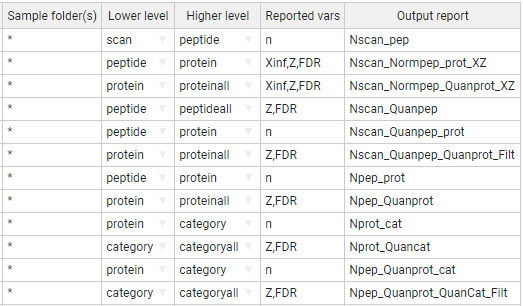 Sample folder(s) Lower level Higher level Reported vars Output report
* scan peptide n Nscan_pep
* peptide protein Xinf,Z,FDR Nscan_Normpep_prot_XZ
* protein proteinall Xinf,Z,FDR Nscan_Normpep_Quanprot_XZ
* peptide peptideall Z,FDR Nscan_Quanpep
* peptide protein n Nscan_Quanpep_prot
* protein proteinall Z,FDR Nscan_Quanpep_Quanprot_Filt
* peptide protein n Npep_prot
* protein proteinall Z,FDR Npep_Quanprot
* protein category n Nprot_cat
* category categoryall Z,FDR Nprot_Quancat
* protein category n Npep_Quanprot_cat
* category categoryall Z,FDR Npep_Quanprot_QuanCat_Filt